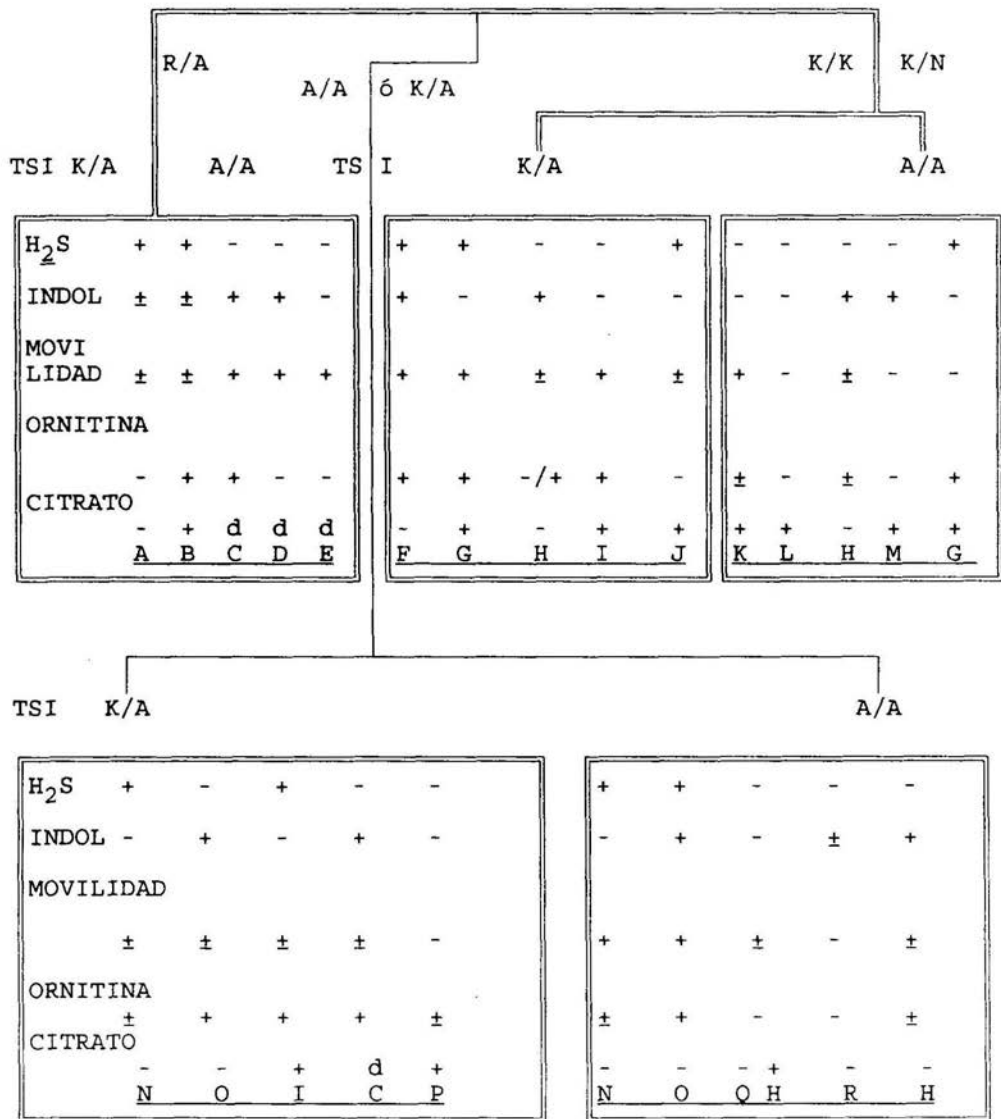 R/A K/K K/N
A/A ó K/A
TSI K/A A/A TS I K/A A/A
H2S + + - - - + + - - + - - - - +
INDOL ± ± + + - + - + - - - - + + -
MOVI
LIDAD ± ± + + + + + ± + ± + - ± - -
ORNITINA
- + + - - + + -/+ + - ± - ± - +
CITRATO
- + d d d - + - + + + + - + +
A B C D E F G H I J K L H M G
TSI K/A A/A
H2S + - + - - + + - - -
INDOL - + - + - - + - ± +
MOVILIDAD
± ± ± ± - + + ± - ±
ORNITINA
± + + + ± ± + - - ±
CITRATO
- - + d + - - - + - -
N O I C P N O Q H R H